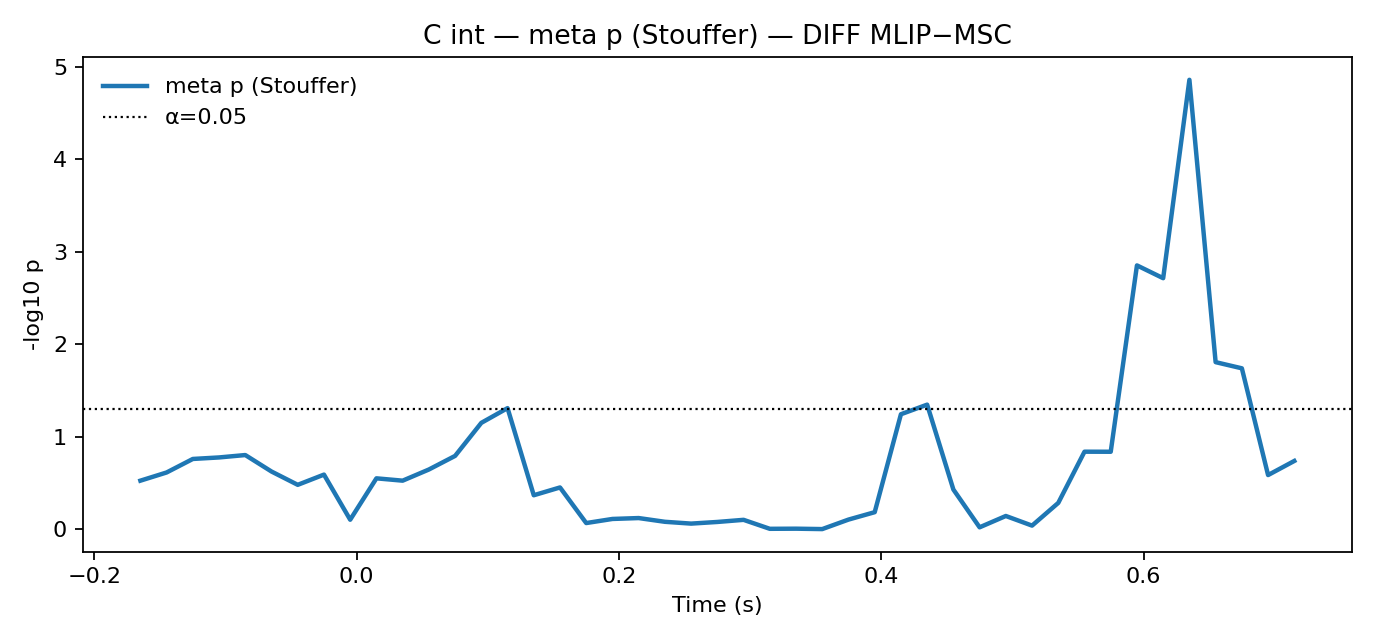 C int — meta p (Stouffer) — DIFF MLIP−MSC
meta p (Stouffer)
α=0.05
-log10 p
5
4
3
2
1
0
−0.2
0.0
0.2
0.4
0.6
Time (s)